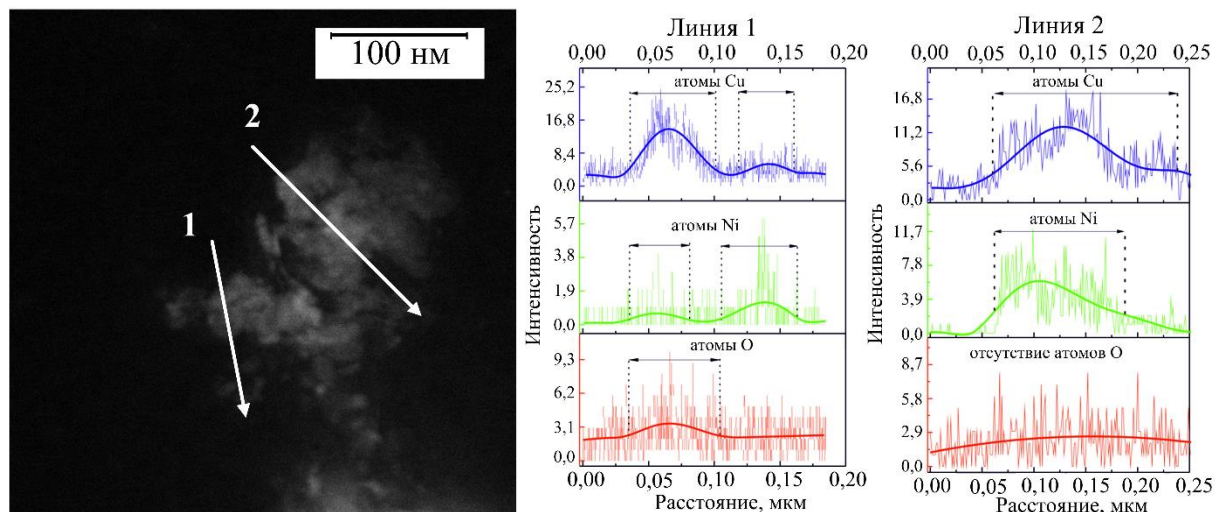 100 нм
2
1
Линия 1
0,00 0,05 0,10 0,15 0,20
25,2
16,8
8,4
0,0
атомы Cu
5,7
3,8
1,9
0,0
атомы Ni
9,3
6,2
3,1
0,0
атомы O
Интенсивность
0,00 0,05 0,10 0,15 0,20
Расстояние, мкм
Линия 2
0,00 0,05 0,10 0,15 0,20 0,25
16,8
11,2
5,6
0,0
атомы Cu
11,7
7,8
3,9
0,0
атомы Ni
8,7
5,8
2,9
0,0
отсутствие атомов O
Интенсивность
0,00 0,05 0,10 0,15 0,20 0,25
Расстояние, мкм